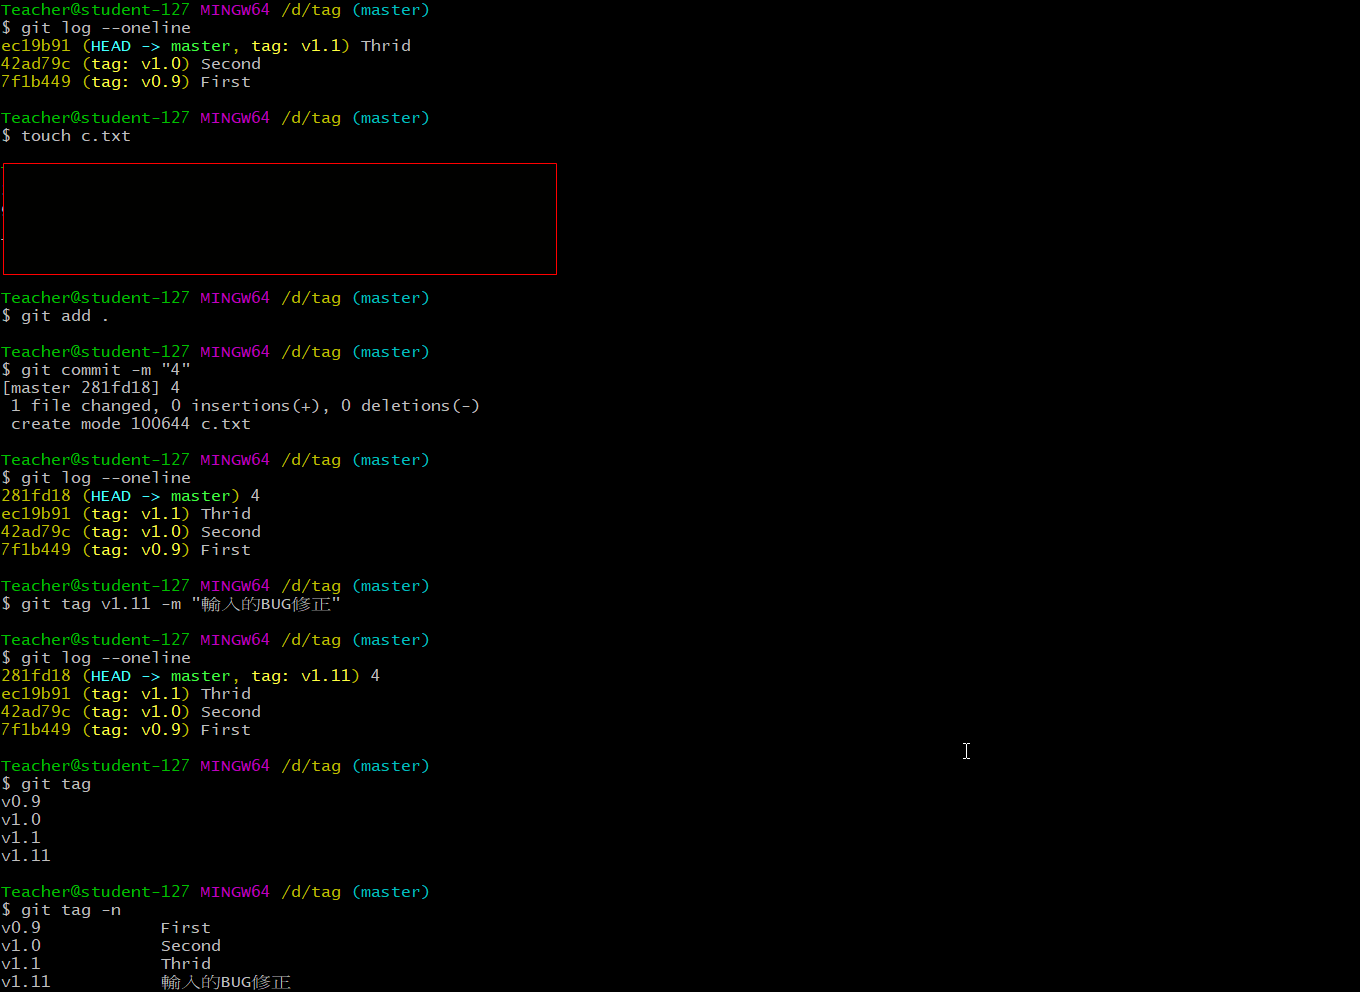 Teacher@student-127 MINGW64 /d/tag (master)
$ git log --oneline
ec19b91 (HEAD -> master, tag: v1.1) Thrid
42ad79c (tag: v1.0) Second
7f1b449 (tag: v0.9) First
Teacher@student-127 MINGW64 /d/tag (master)
$ touch c.txt
Teacher@student-127 MINGW64 /d/tag (master)
$ git add .
Teacher@student-127 MINGW64 /d/tag (master)
$ git commit -m "4"
[master 281fd18] 4
 1 file changed, 0 insertions(+), 0 deletions(-)
 create mode 100644 c.txt
Teacher@student-127 MINGW64 /d/tag (master)
$ git log --oneline
281fd18 (HEAD -> master) 4
ec19b91 (tag: v1.1) Thrid
42ad79c (tag: v1.0) Second
7f1b449 (tag: v0.9) First
Teacher@student-127 MINGW64 /d/tag (master)
$ git tag v1.11 -m "輸入的BUG修正"
Teacher@student-127 MINGW64 /d/tag (master)
$ git log --oneline
281fd18 (HEAD -> master, tag: v1.11) 4
ec19b91 (tag: v1.1) Thrid
42ad79c (tag: v1.0) Second
7f1b449 (tag: v0.9) First
Teacher@student-127 MINGW64 /d/tag (master)
$ git tag
v0.9
v1.0
v1.1
v1.11
Teacher@student-127 MINGW64 /d/tag (master)
$ git tag -n
v0.9            First
v1.0            Second
v1.1            Thrid
v1.11           輸入的BUG修正